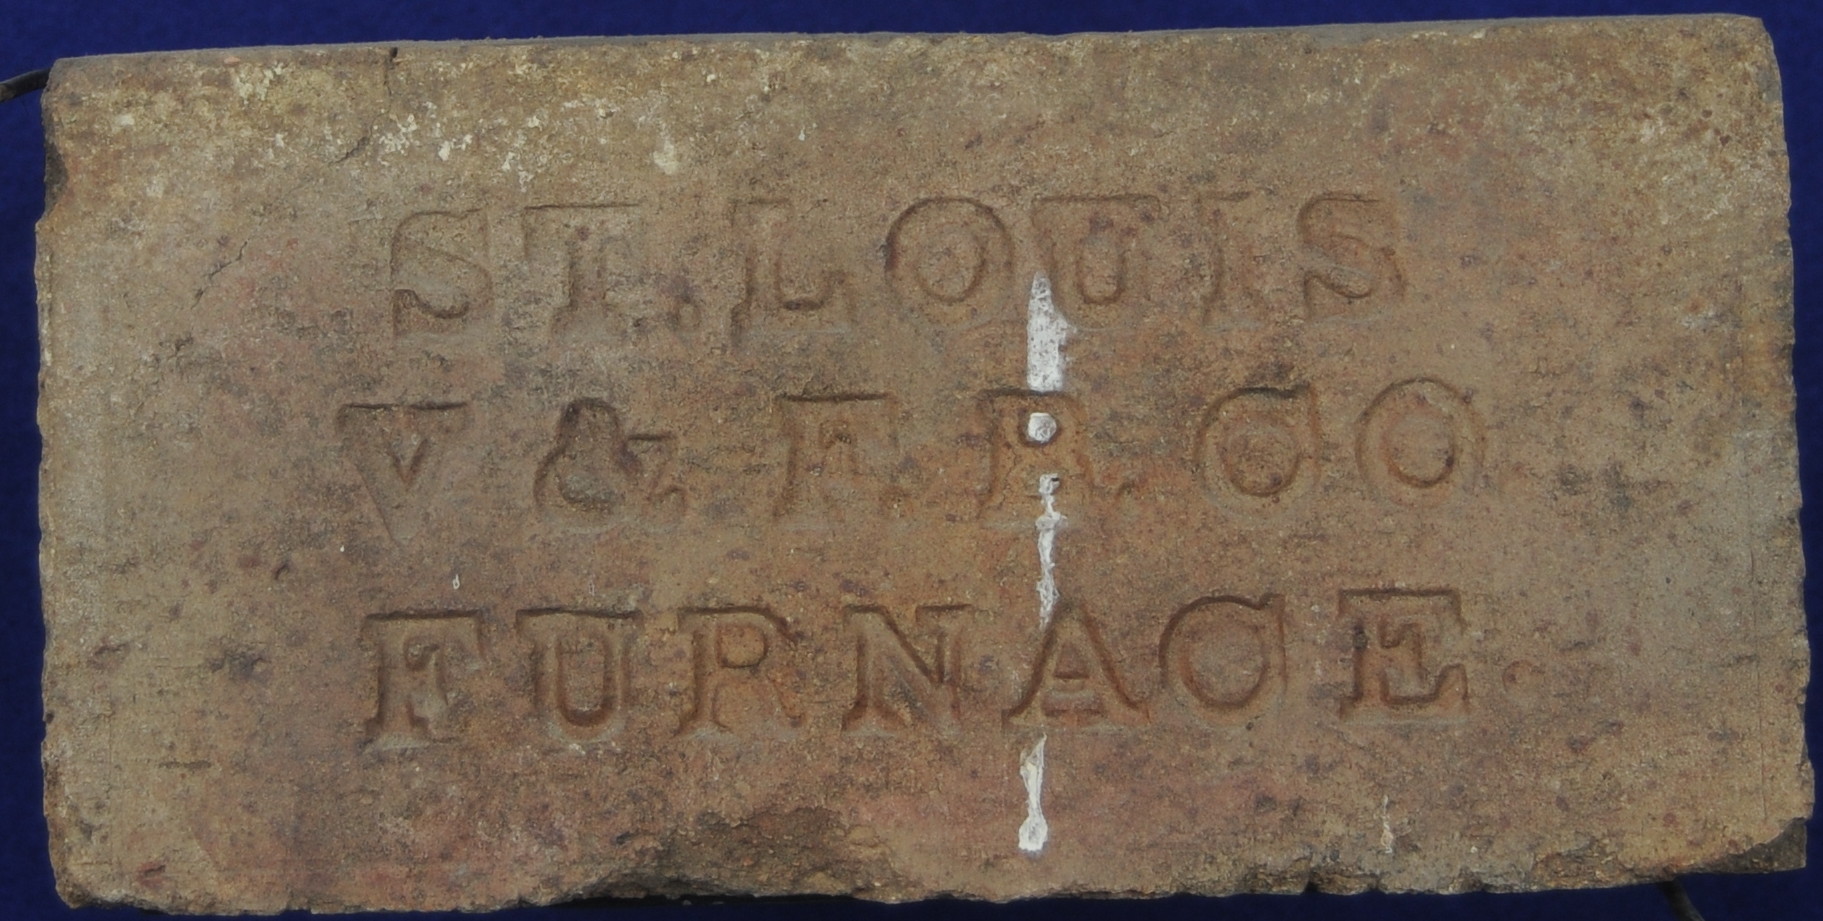 ST. LOUIS
V & F. B. CO
FURNACE.